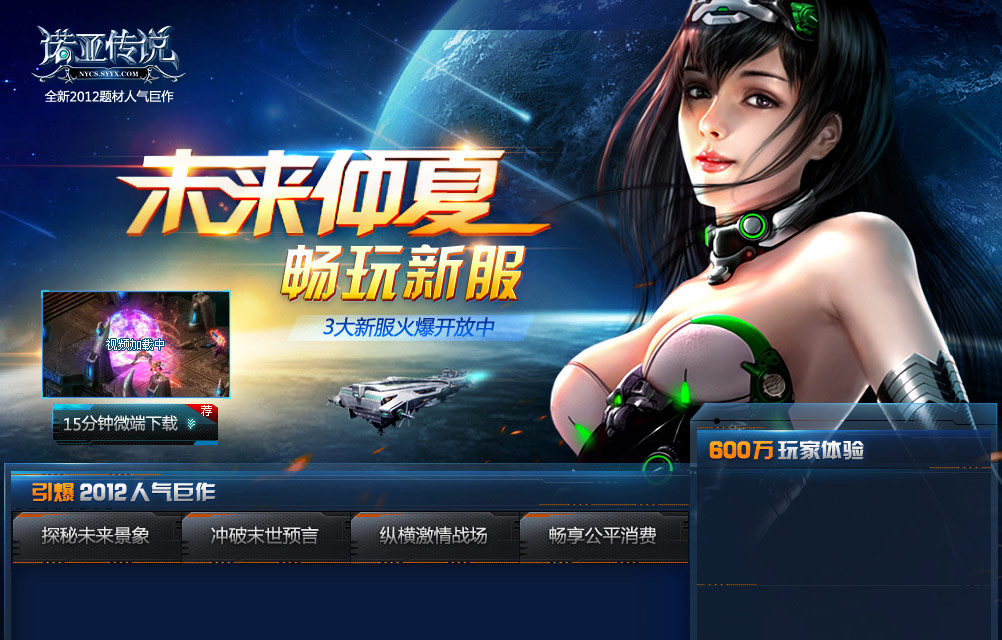 诺亚传说
NYCS.SYYX.COM
全新2012题材人气巨作
未来仲夏
畅玩新服
3大新服火爆开放中
视频加载中
荐
15分钟微端下载
600万 玩家体验
引爆 2012人气巨作
探秘未来景象
冲破末世预言
纵横激情战场
畅享公平消费